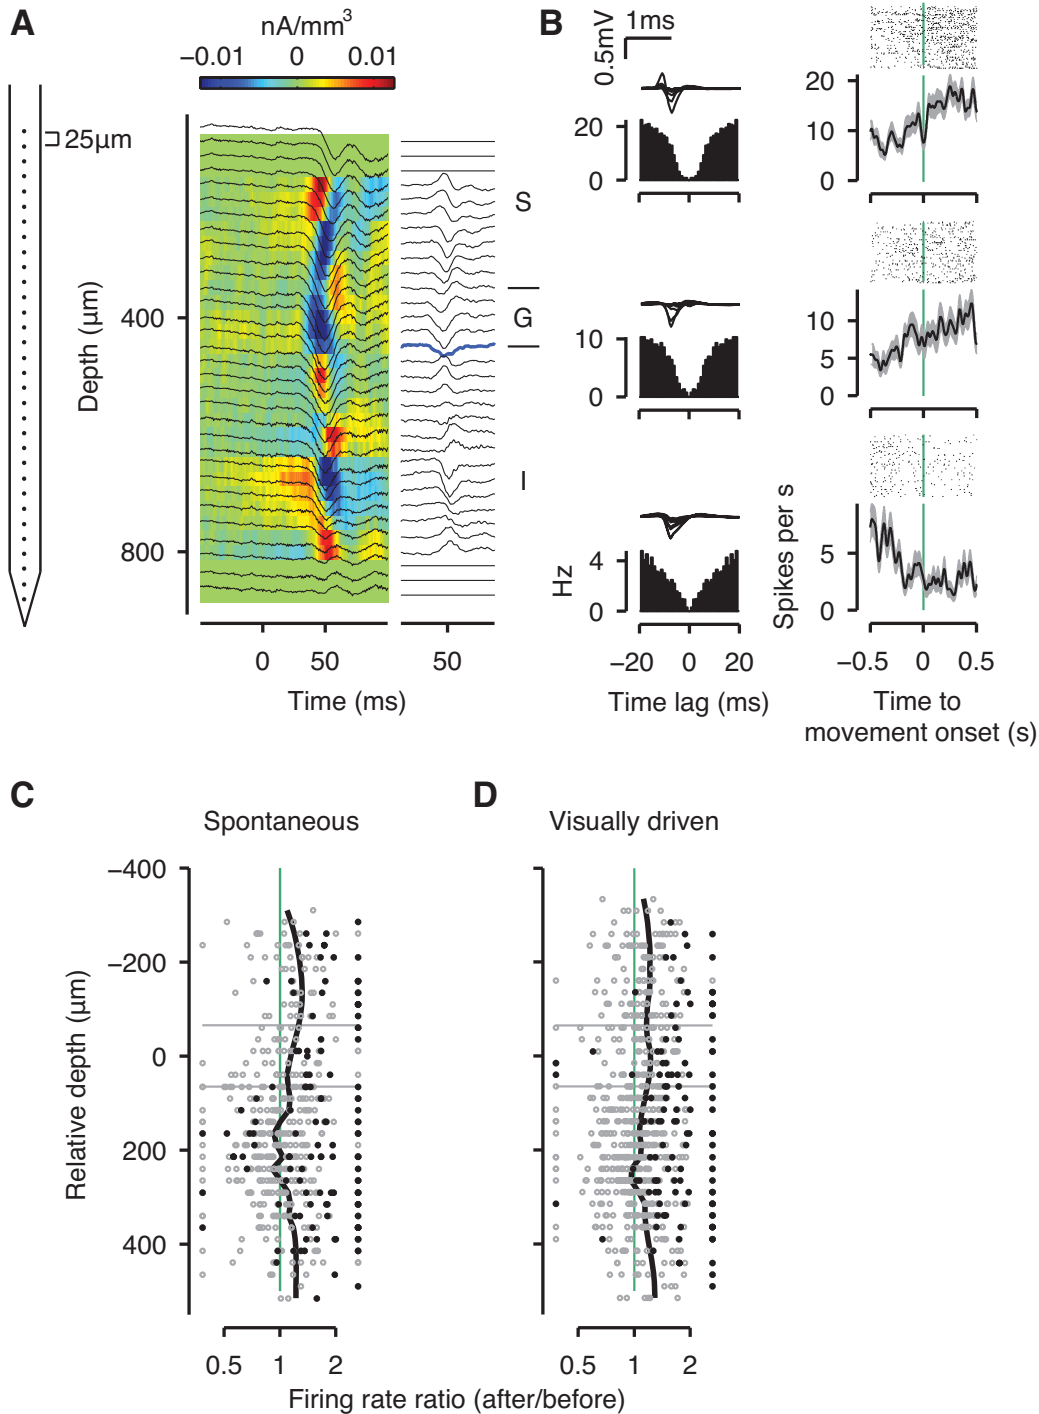 A
nA/mm3
−0.01 0 0.01
25µm
Depth (µm)
400
800
0 50
50
Time (ms)
S
G
I
B
0.5mV
1ms
20
0
10
0
4
0
Hz
−20 0 20
Time lag (ms)
20
10
0
10
5
0
5
0
Spikes per s
−0.5 0 0.5
Time to
movement onset (s)
C
Spontaneous
−400
−200
0
200
400
Relative depth (µm)
0.5 1 2
D
Visually driven
0.5 1 2
Firing rate ratio (after/before)